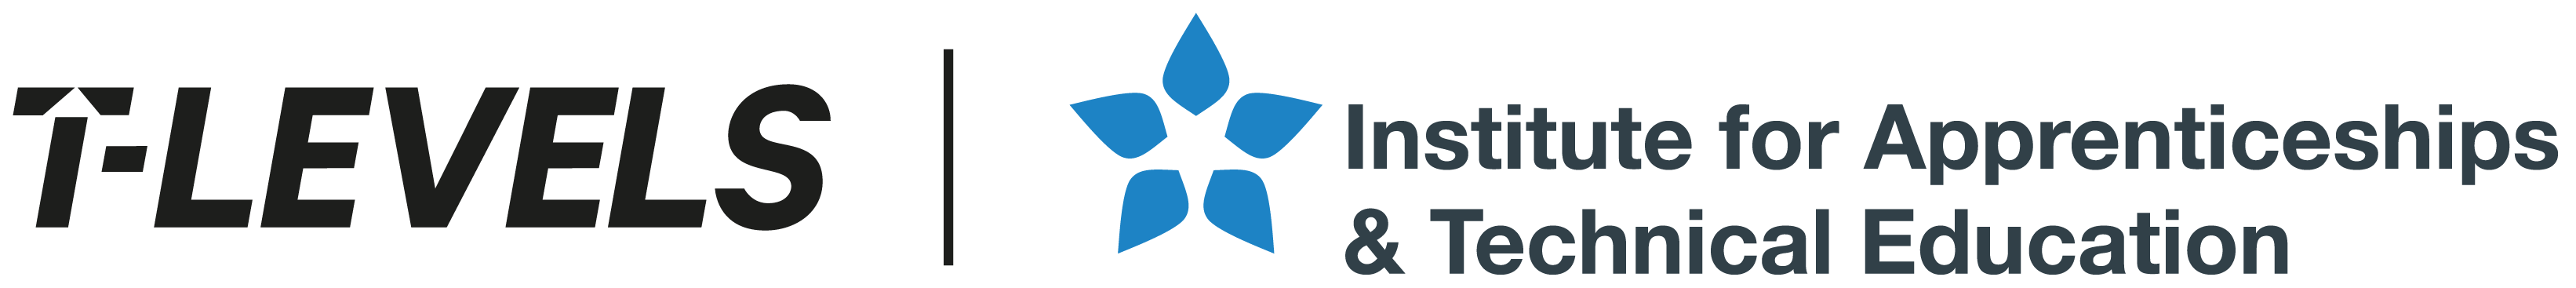 T-LEVELS
Institute for Apprenticeships
& Technical Education